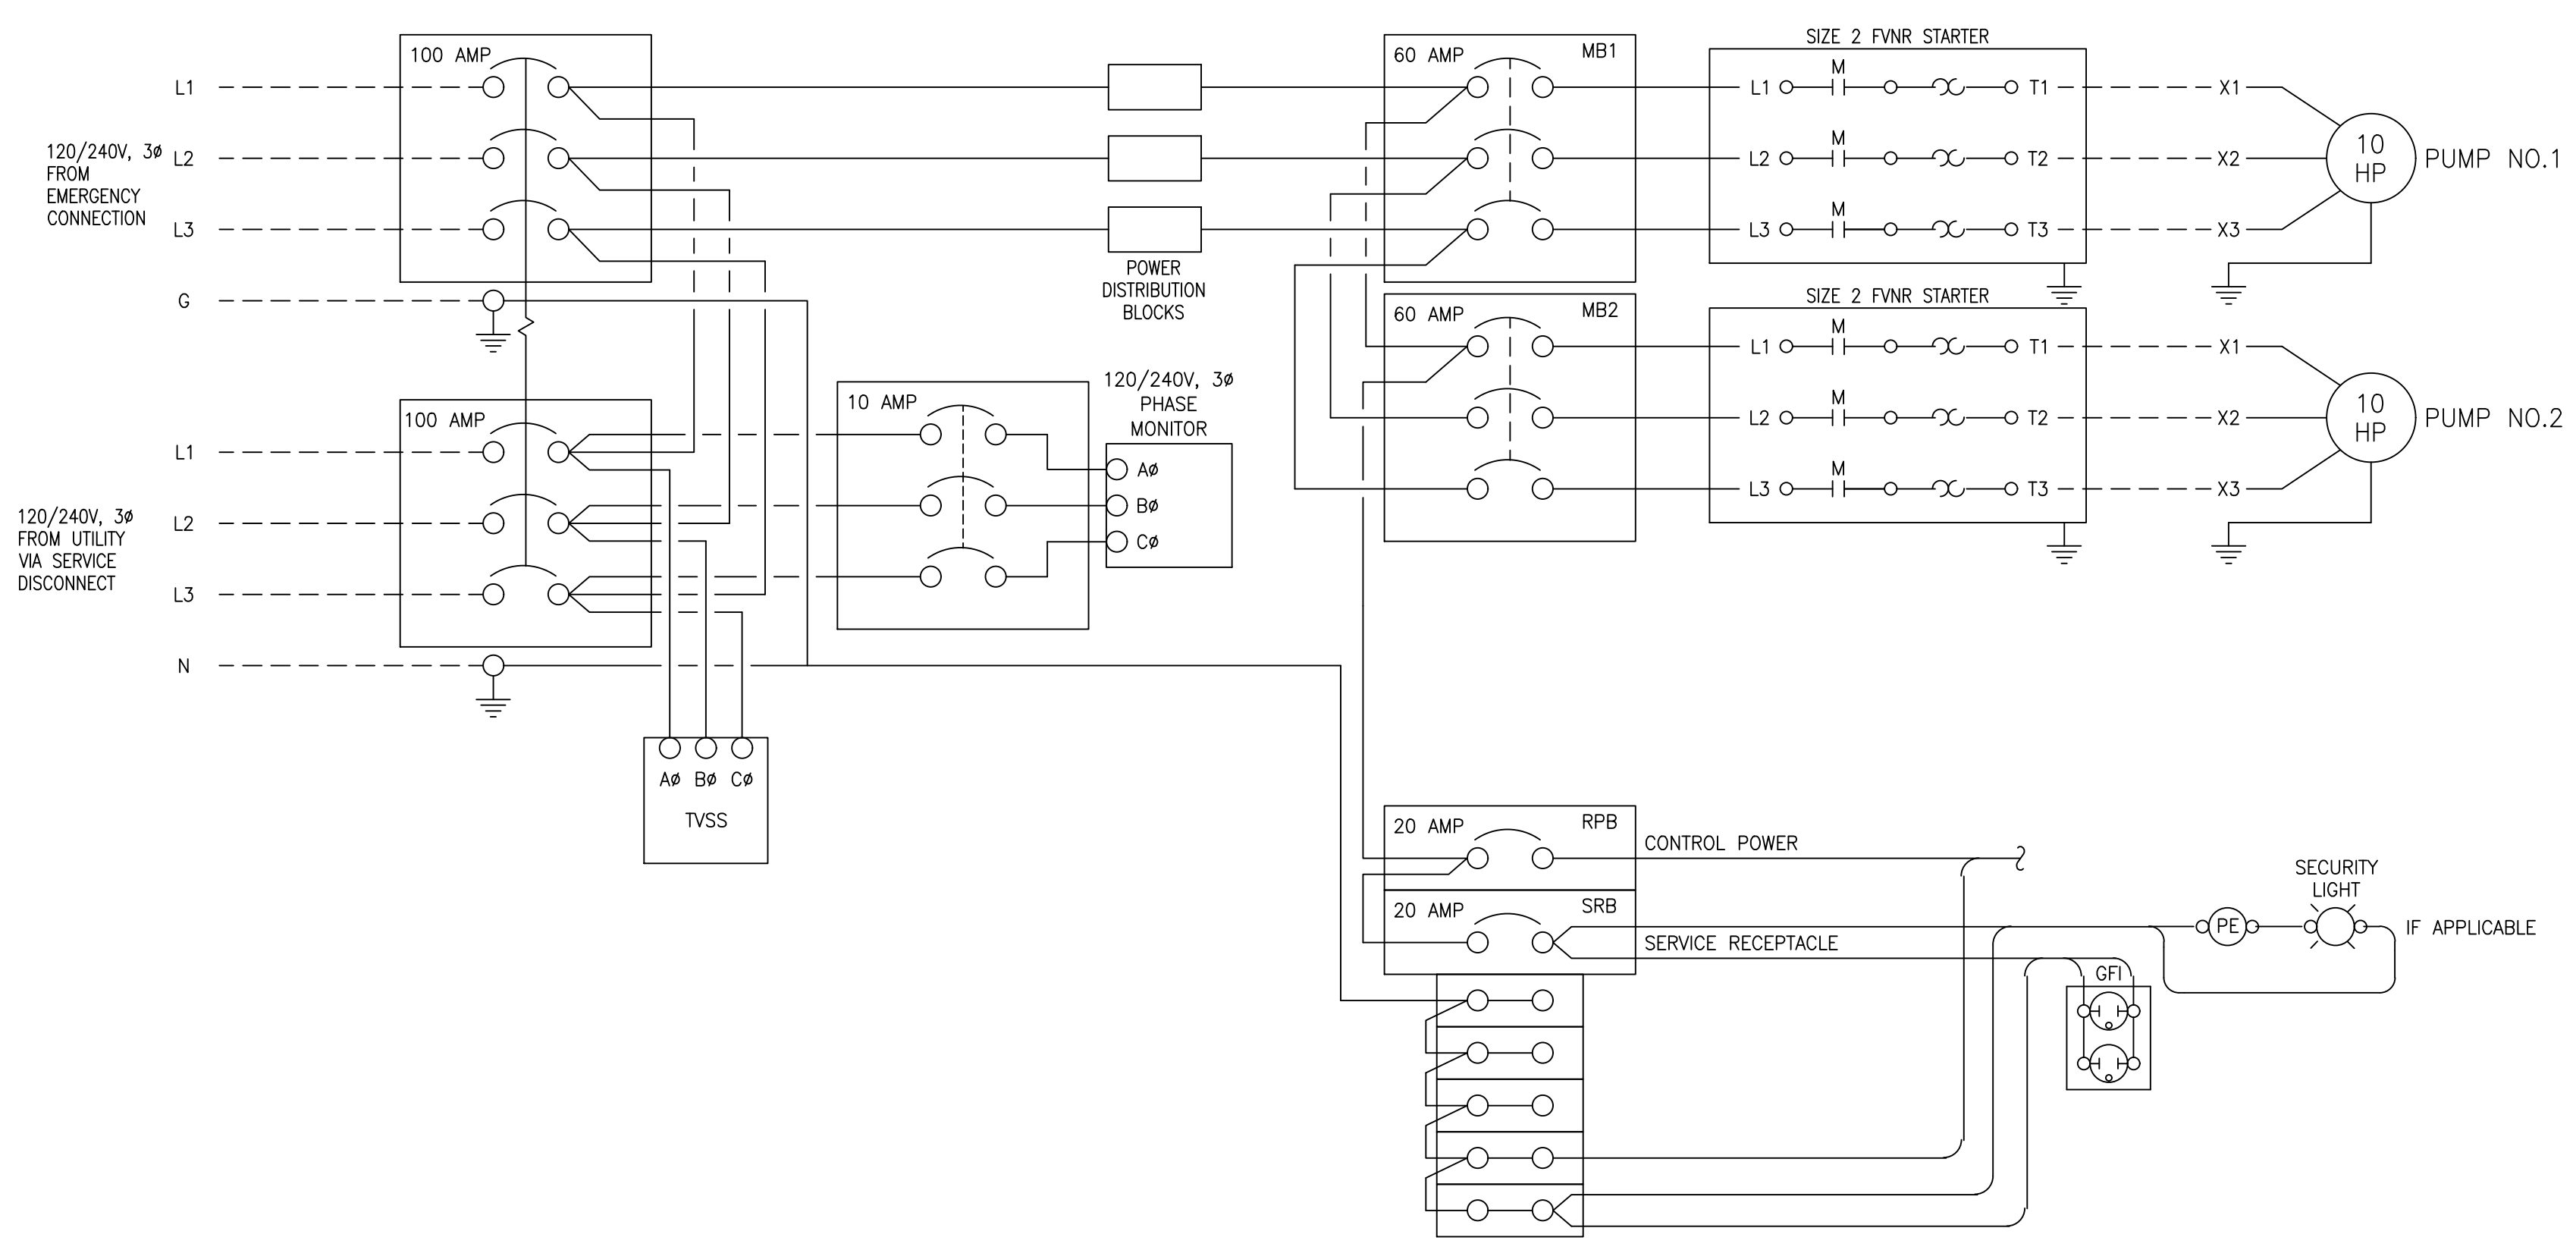 100 AMP
L1
L2
L3
G
120/240V, 3ø
FROM
EMERGENCY
CONNECTION
POWER
DISTRIBUTION
BLOCKS
60 AMP
MB1
SIZE 2 FVNR STARTER
L1 M T1 X1
L2 M T2 X2
L3 M T3 X3
10
HP
PUMP NO.1
60 AMP
MB2
SIZE 2 FVNR STARTER
L1 M T1 X1
L2 M T2 X2
L3 M T3 X3
10
HP
PUMP NO.2
100 AMP
L1
L2
L3
N
120/240V, 3ø
FROM UTILITY
VIA SERVICE
DISCONNECT
10 AMP
120/240V, 3ø
PHASE
MONITOR
Aø
Bø
Cø
Aø Bø Cø
TVSS
20 AMP
RPB
CONTROL POWER
20 AMP
SRB
SERVICE RECEPTACLE
SECURITY
LIGHT
PE
IF APPLICABLE
GFI